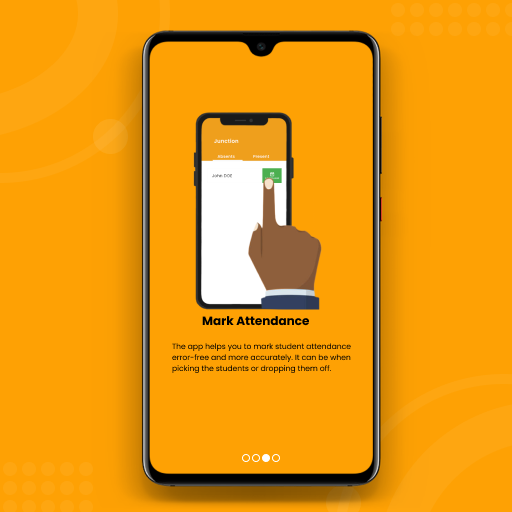 Junction
Present
John DOE
Mark Attendance
The app helps you to mark student attendance
error-free and more accurately. It can be when
picking the students or dropping them off.